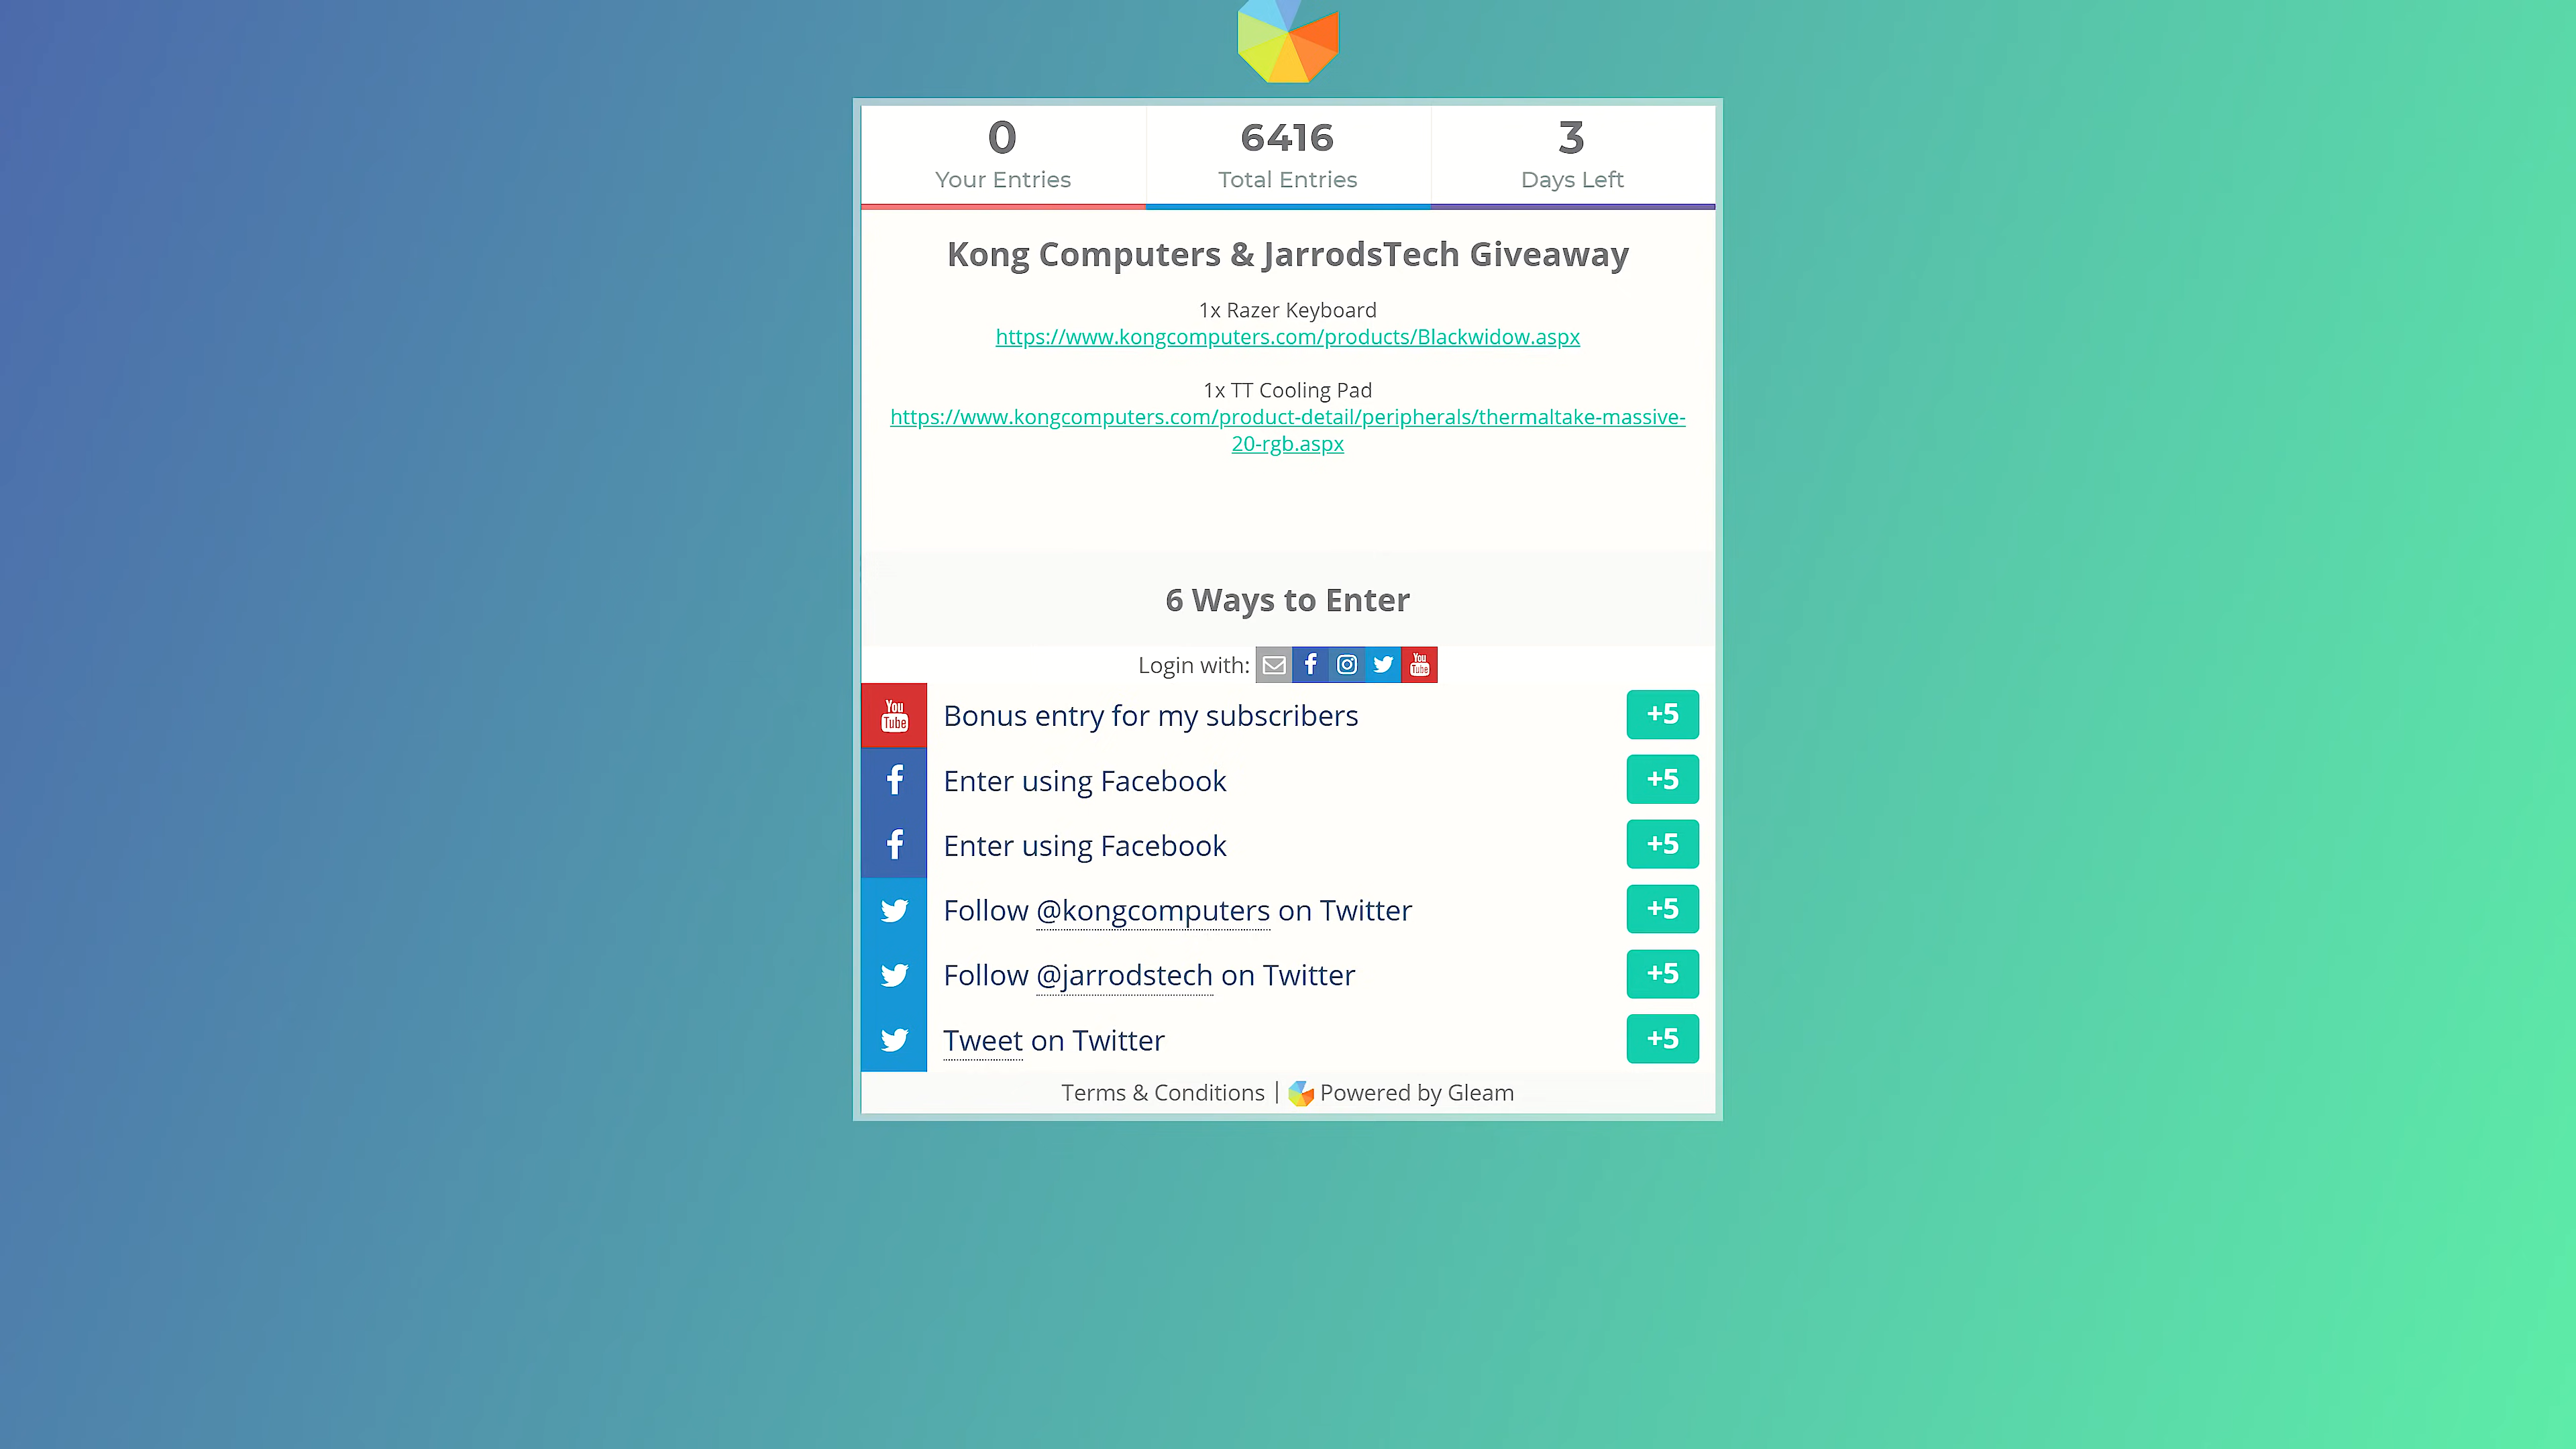 0 6416 3
Your Entries Total Entries Days Left
Kong Computers & JarrodsTech Giveaway
1x Razer Keyboard
https://www.kongcomputers.com/products/Blackwidow.aspx
1x TT Cooling Pad
https://www.kongcomputers.com/product-detail/peripherals/thermaltake-massive-
20-rgb.aspx
6 Ways to Enter
Login with: You Tube
You Tube Bonus entry for my subscribers +5
Enter using Facebook +5
Enter using Facebook +5
Follow @kongcomputers on Twitter +5
Follow @jarrodstech on Twitter +5
Tweet on Twitter +5
Terms & Conditions | Powered by Gleam